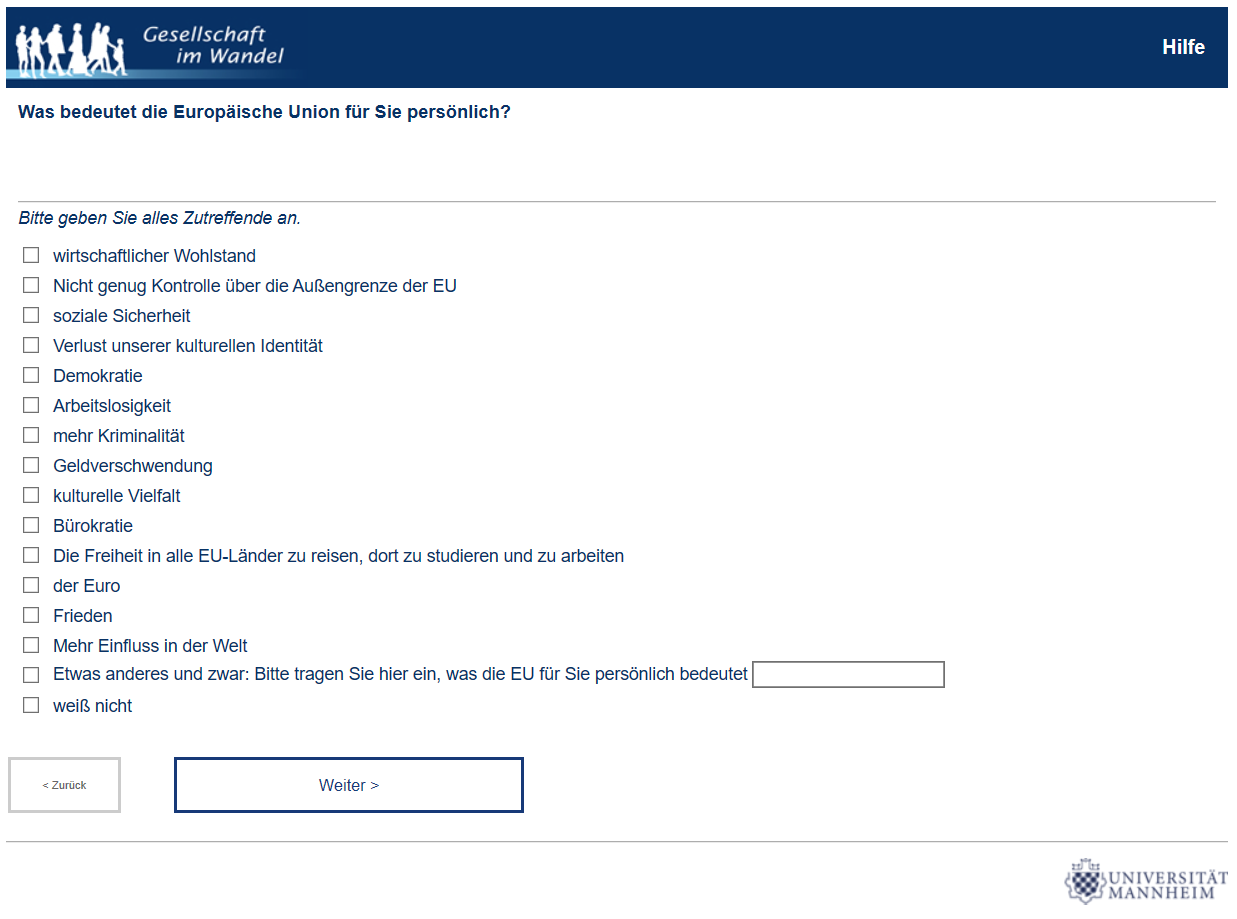 Gesellschaft
im Wandel
Hilfe
Was bedeutet die Europäische Union für Sie persönlich?
Bitte geben Sie alles Zutreffende an.
wirtschaftlicher Wohlstand
Nicht genug Kontrolle über die Außengrenze der EU
soziale Sicherheit
Verlust unserer kulturellen Identität
Demokratie
Arbeitslosigkeit
mehr Kriminalität
Geldverschwendung
kulturelle Vielfalt
Bürokratie
Die Freiheit in alle EU-Länder zu reisen, dort zu studieren und zu arbeiten
der Euro
Frieden
Mehr Einfluss in der Welt
Etwas anderes und zwar: Bitte tragen Sie hier ein, was die EU für Sie persönlich bedeutet
weiß nicht
< Zurück
Weiter >
UNIVERSITÄT
MANNHEIM